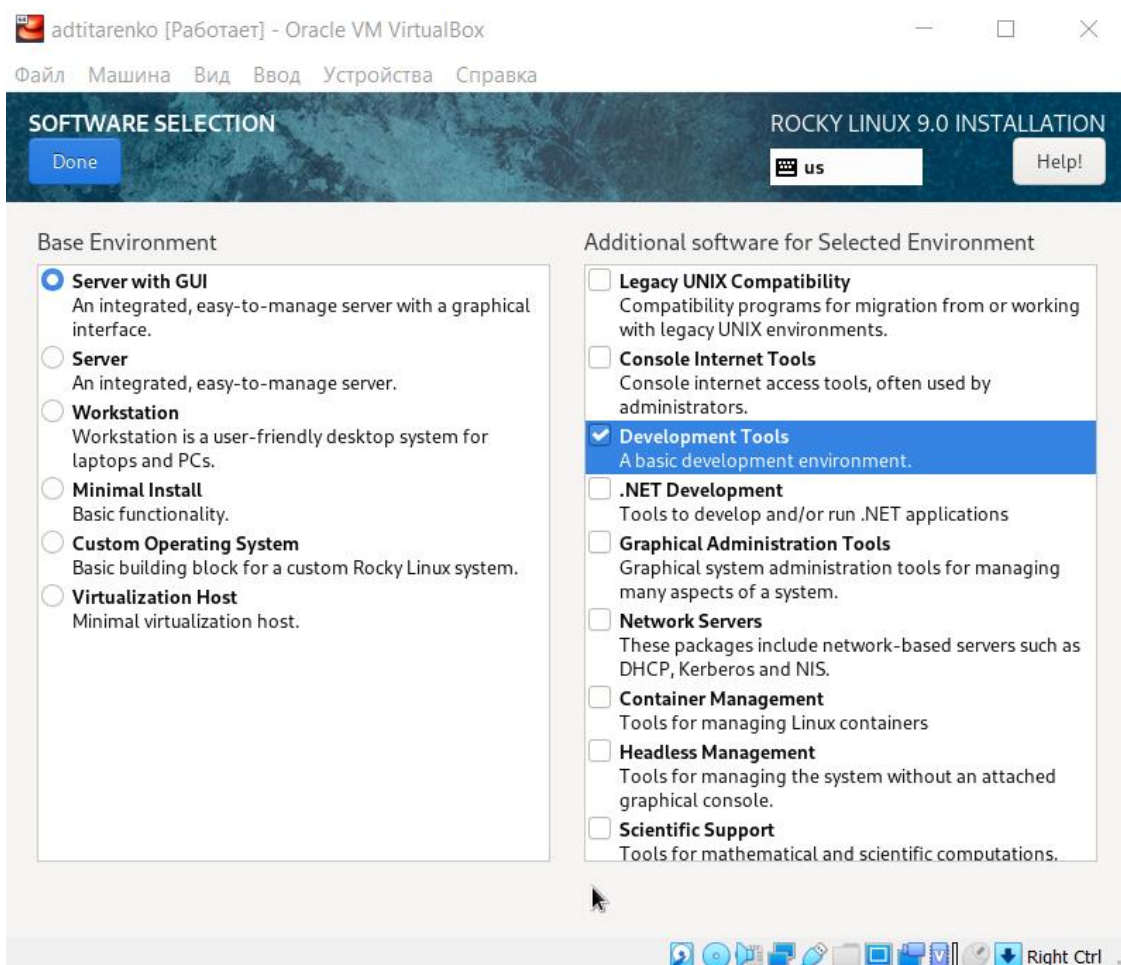 adtitarenko [Работает] - Oracle VM VirtualBox
Файл Машина Вид Ввод Устройства Справка
SOFTWARE SELECTION
ROCKY LINUX 9.0 INSTALLATION
Done
us
Help!
Base Environment
Server with GUI
An integrated, easy-to-manage server with a graphical
interface.
Server
An integrated, easy-to-manage server.
Workstation
Workstation is a user-friendly desktop system for
laptops and PCs.
Minimal Install
Basic functionality.
Custom Operating System
Basic building block for a custom Rocky Linux system.
Virtualization Host
Minimal virtualization host.
Additional software for Selected Environment
Legacy UNIX Compatibility
Compatibility programs for migration from or working
with legacy UNIX environments.
Console Internet Tools
Console internet access tools, often used by
administrators.
Development Tools
A basic development environment.
.NET Development
Tools to develop and/or run .NET applications
Graphical Administration Tools
Graphical system administration tools for managing
many aspects of a system.
Network Servers
These packages include network-based servers such as
DHCP, Kerberos and NIS.
Container Management
Tools for managing Linux containers
Headless Management
Tools for managing the system without an attached
graphical console.
Scientific Support
Tools for mathematical and scientific computations.
Right Ctrl